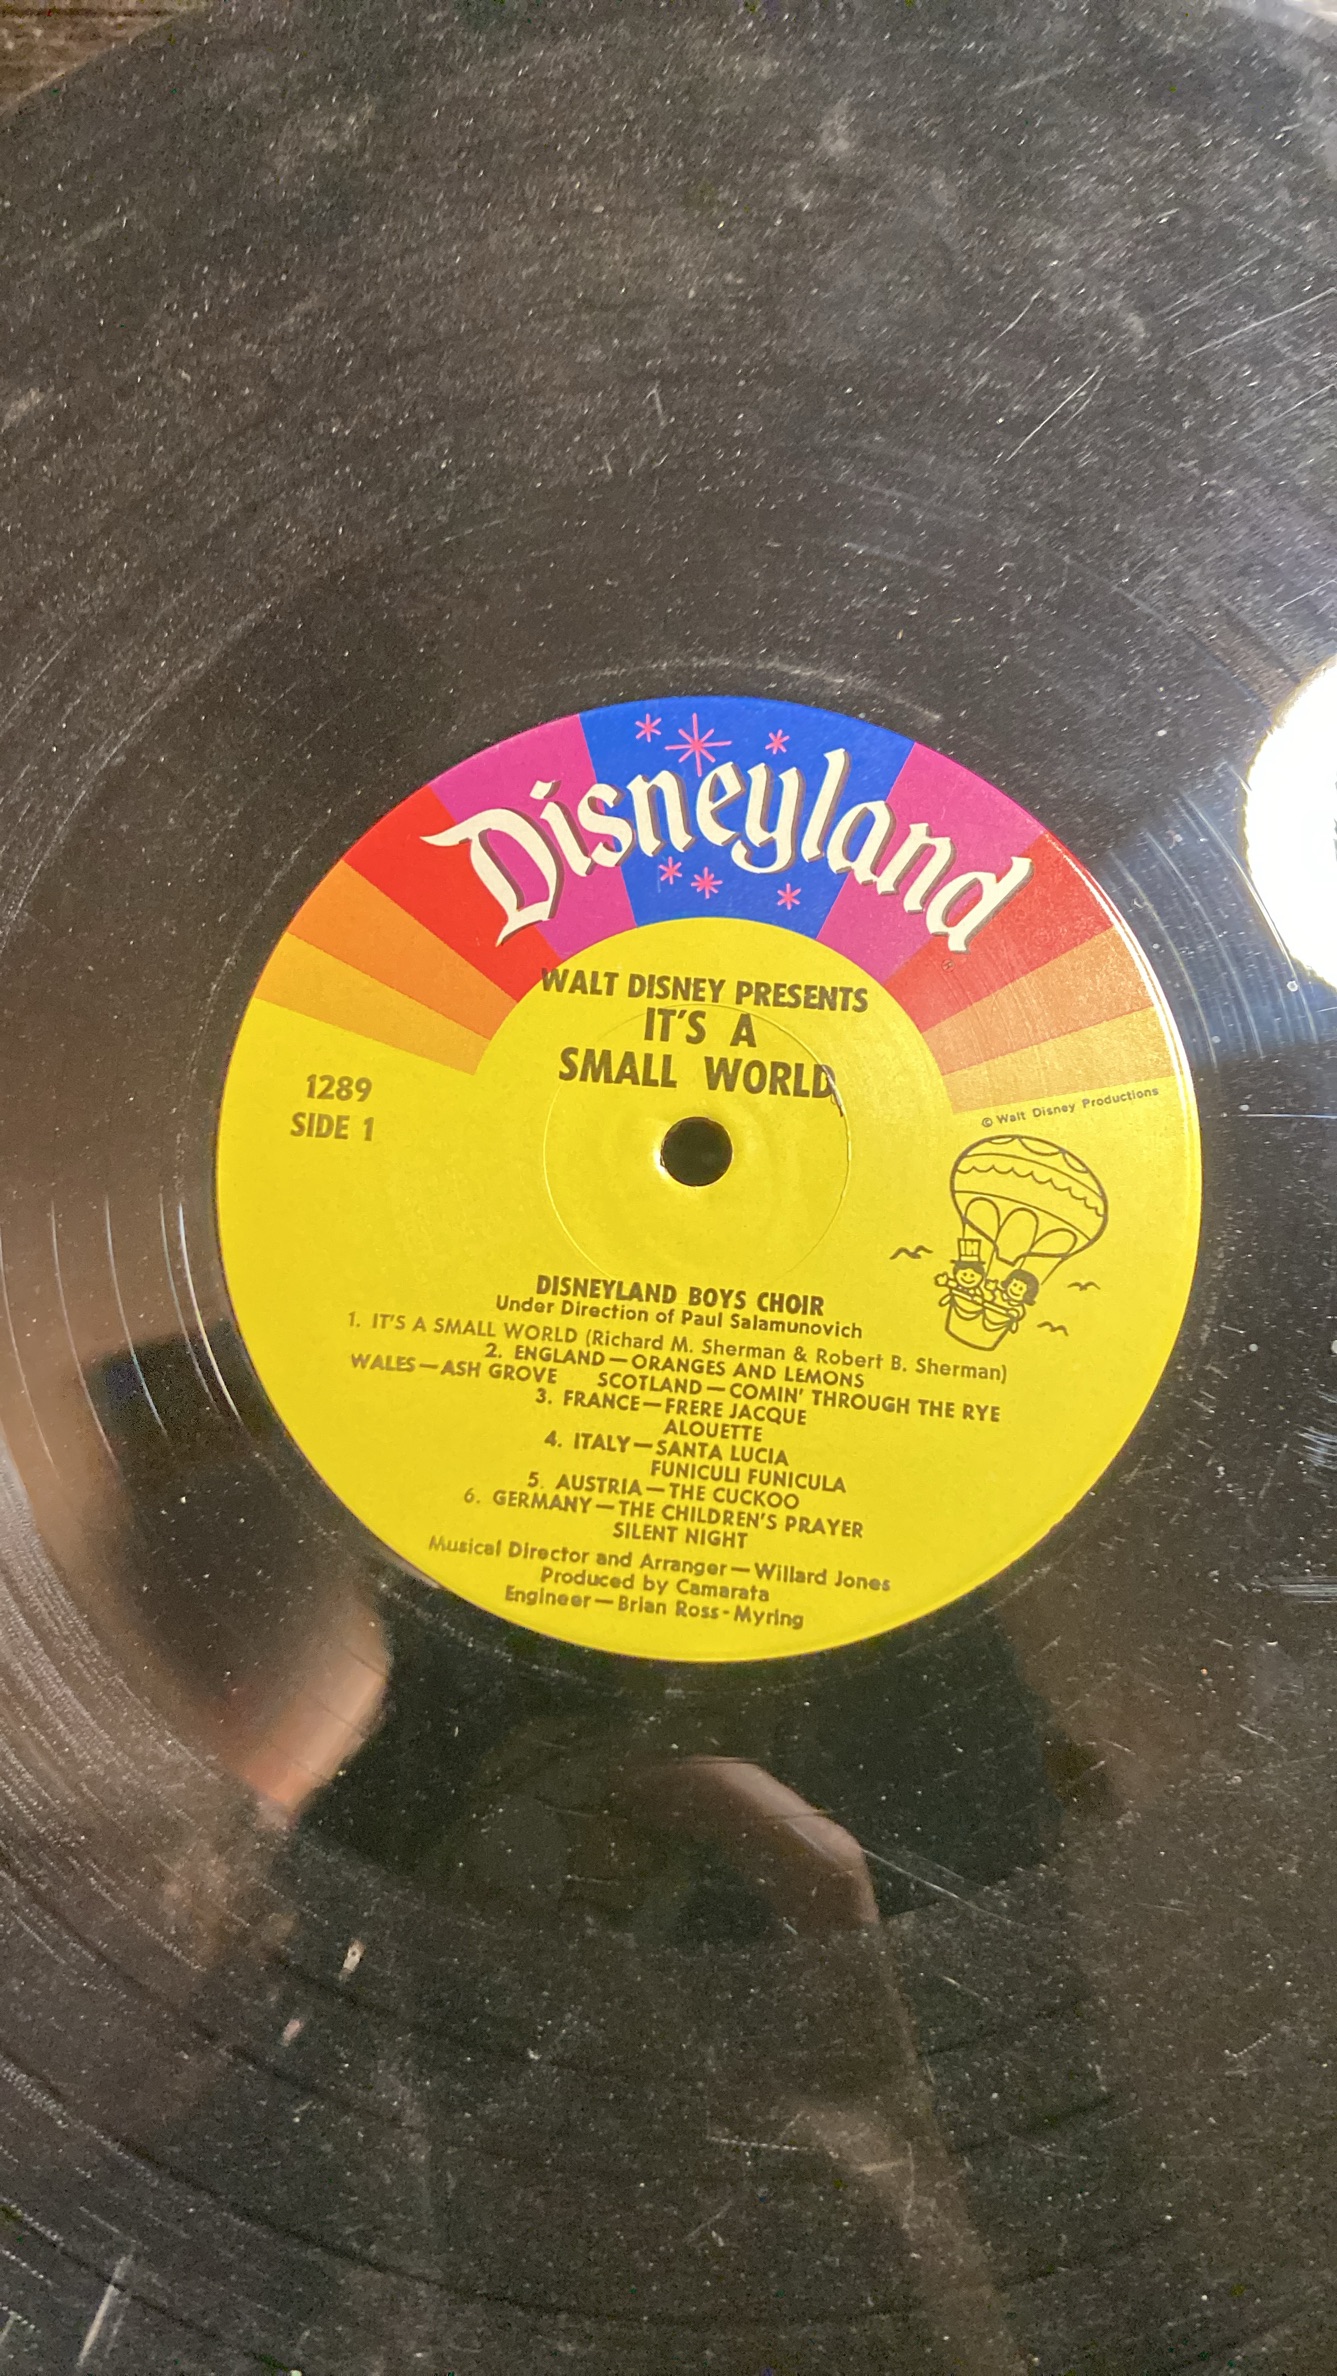 Disneyland
WALT DISNEY PRESENTS
IT'S A
SMALL WORLD
1289
SIDE 1
© Walt Disney Productions
DISNEYLAND BOYS CHOIR
Under Direction of Paul Salamunovich
1. IT'S A SMALL WORLD (Richard M. Sherman & Robert B. Sherman)
2. ENGLAND—ORANGES AND LEMONS
WALES—ASH GROVE SCOTLAND—COMIN' THROUGH THE RYE
3. FRANCE—FRERE JACQUE
ALOUETTE
4. ITALY—SANTA LUCIA
FUNICULI FUNICULA
5. AUSTRIA—THE CUCKOO
6. GERMANY—THE CHILDREN'S PRAYER
SILENT NIGHT
Musical Director and Arranger—Willard Jones
Produced by Camarata
Engineer—Brian Ross-Myring